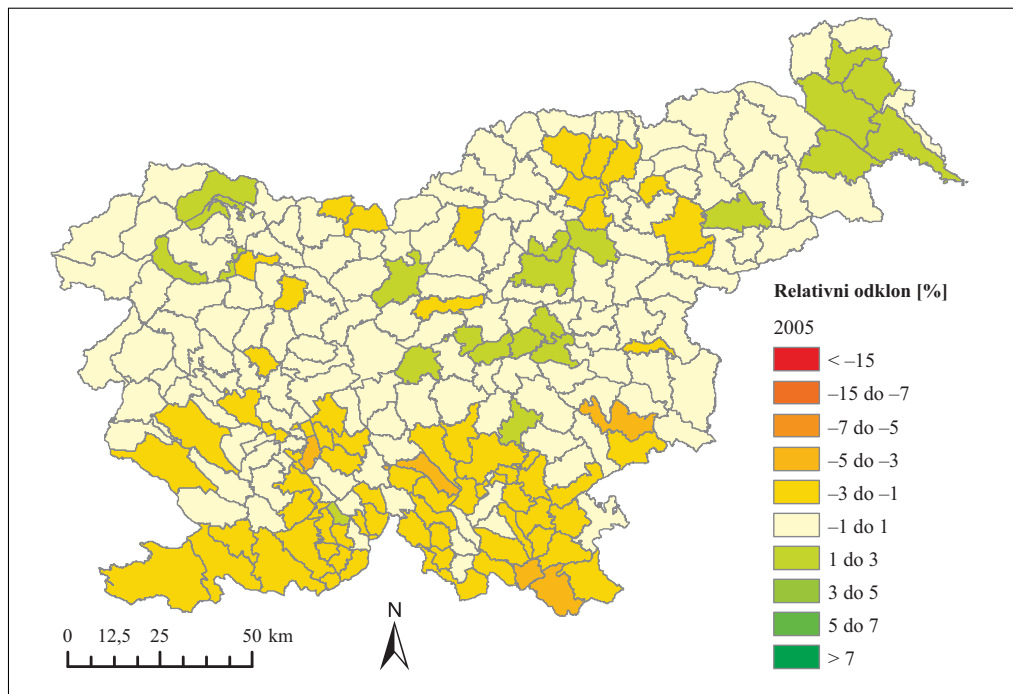 Relativni odklon [%]
2005
< –15
–15 do –7
–7 do –5
–5 do –3
–3 do –1
–1 do 1
1 do 3
3 do 5
5 do 7
> 7
N
0 12,5 25 50 km